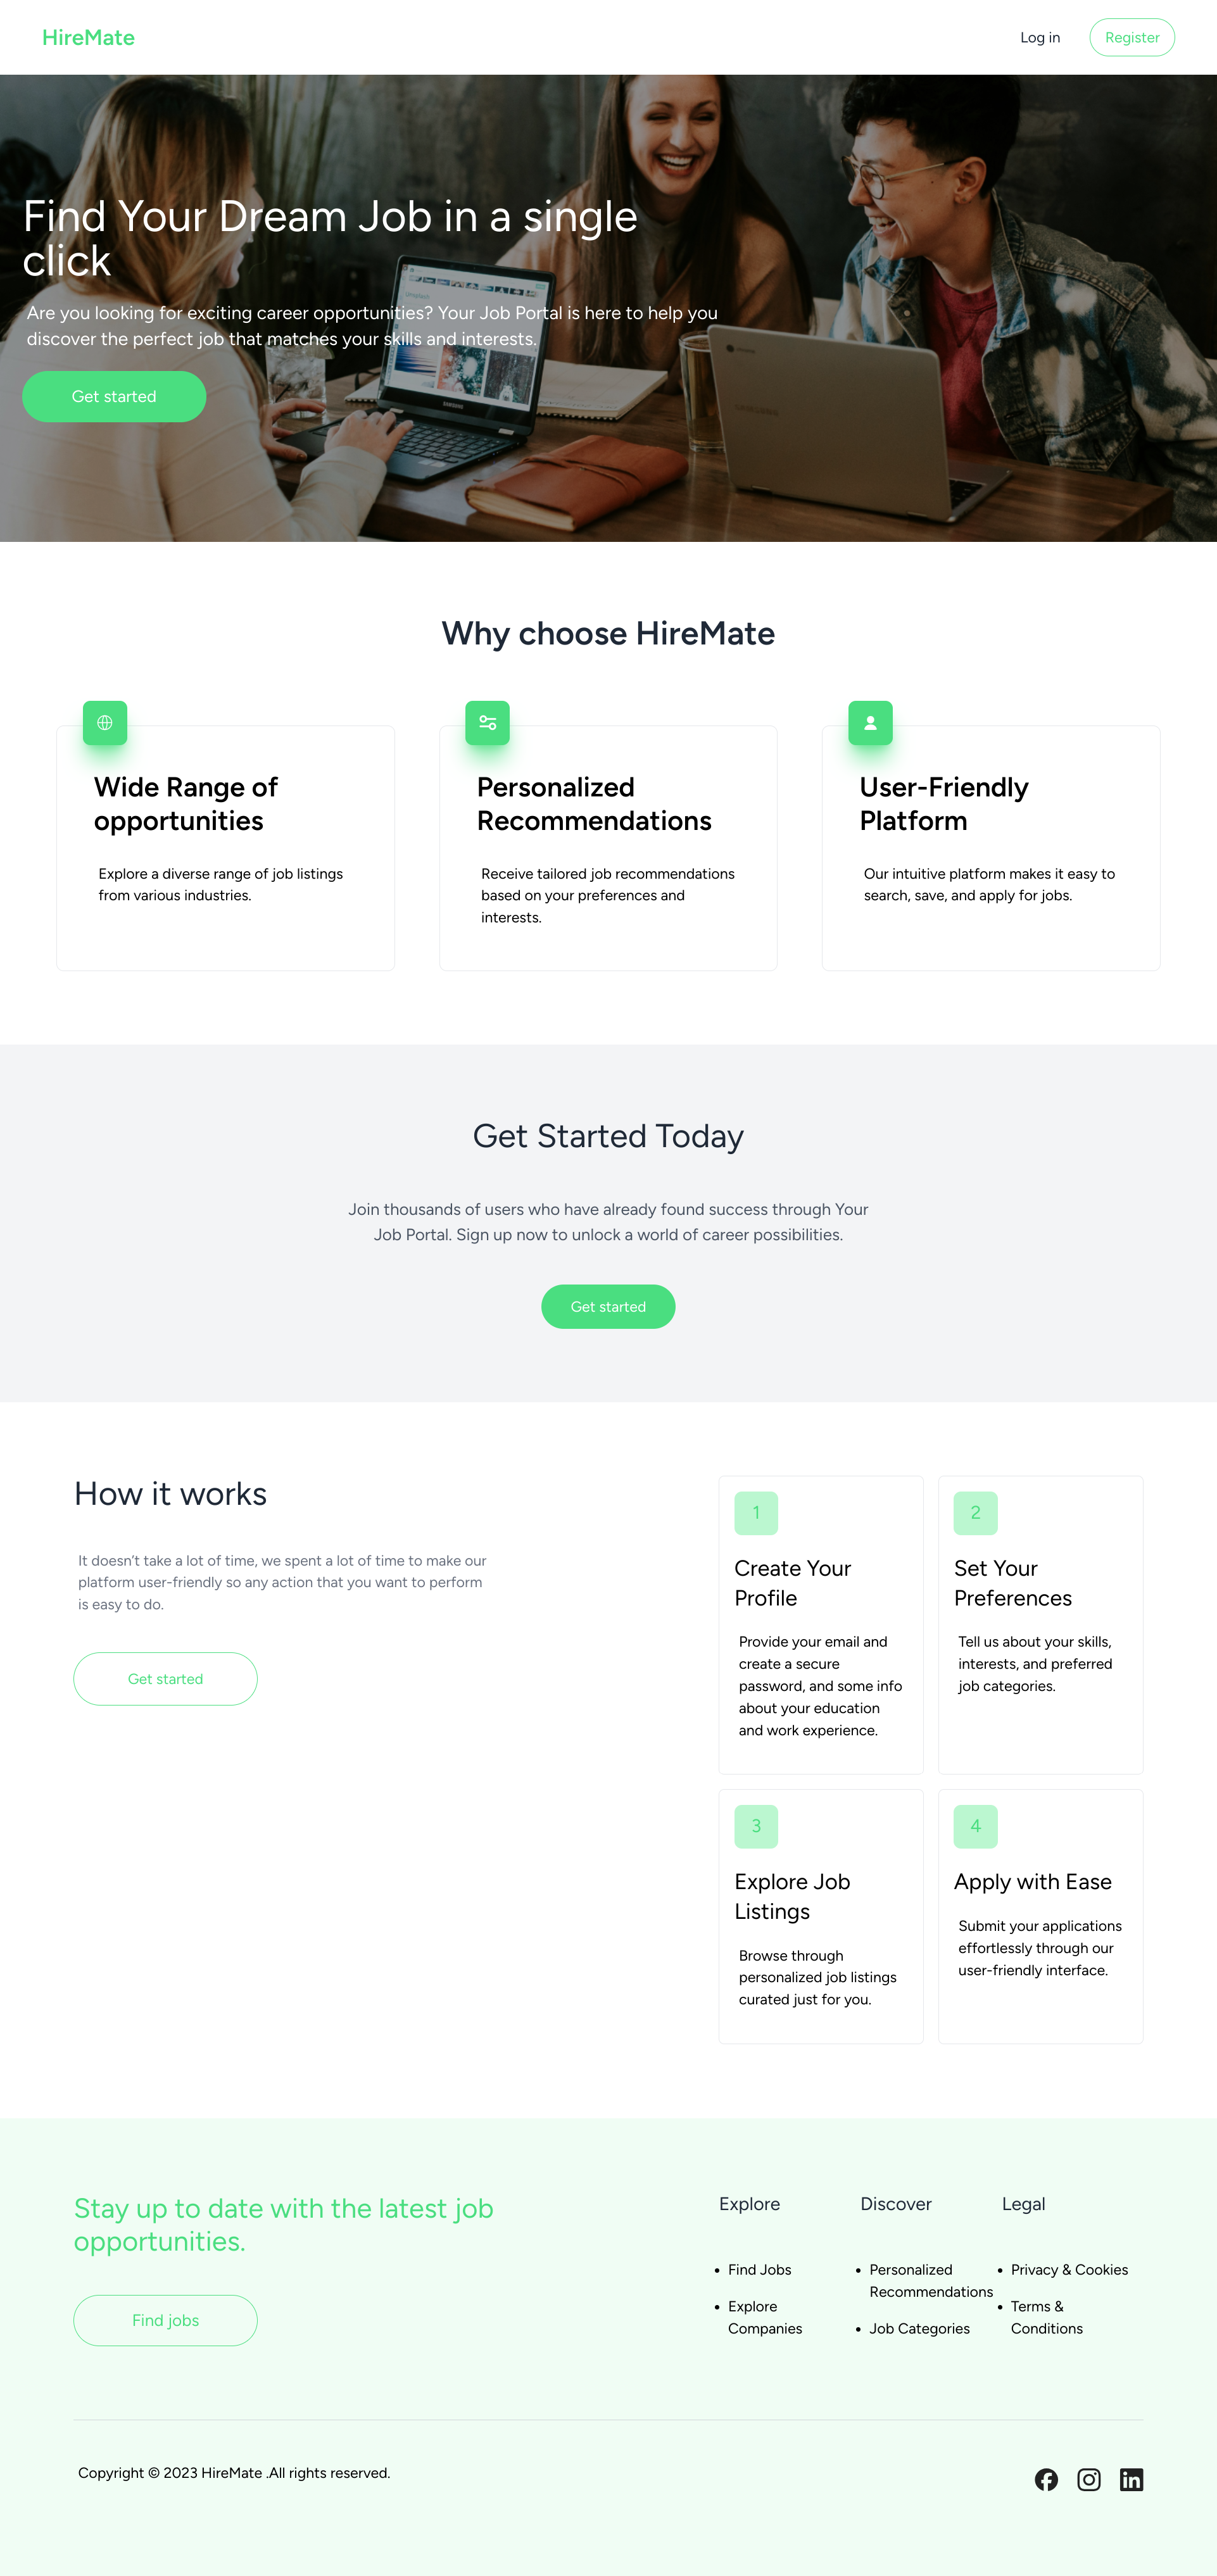 HireMate
Log in
Register
Find Your Dream Job in a single
click
Are you looking for exciting career opportunities? Your Job Portal is here to help you
discover the perfect job that matches your skills and interests.
Get started
SAMSUNG
Why choose HireMate
Wide Range of
opportunities
Explore a diverse range of job listings
from various industries.
Personalized
Recommendations
Receive tailored job recommendations
based on your preferences and
interests.
User-Friendly
Platform
Our intuitive platform makes it easy to
search, save, and apply for jobs.
Get Started Today
Join thousands of users who have already found success through Your
Job Portal. Sign up now to unlock a world of career possibilities.
Get started
How it works
It doesn’t take a lot of time, we spent a lot of time to make our
platform user-friendly so any action that you want to perform
is easy to do.
Get started
1
Create Your
Profile
Provide your email and
create a secure
password, and some info
about your education
and work experience.
2
Set Your
Preferences
Tell us about your skills,
interests, and preferred
job categories.
3
Explore Job
Listings
Browse through
personalized job listings
curated just for you.
4
Apply with Ease
Submit your applications
effortlessly through our
user-friendly interface.
Stay up to date with the latest job
opportunities.
Find jobs
Explore
• Find Jobs
• Explore
Companies
Discover
• Personalized
Recommendations
• Job Categories
Legal
• Privacy & Cookies
• Terms &
Conditions
Copyright © 2023 HireMate .All rights reserved.